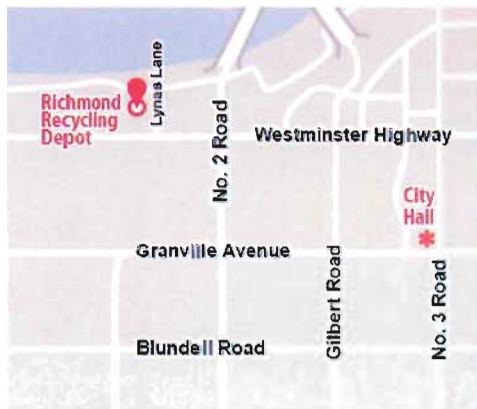 Richmond
Recycling
Depot
Lynas Lane
No. 2 Road
Westminster Highway
City
Hall
Granville Avenue
Gilbert Road
No. 3 Road
Blundell Road